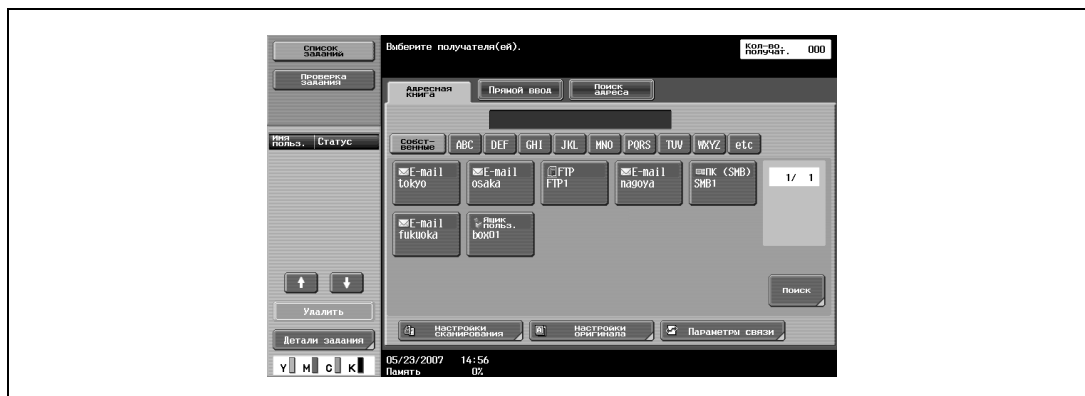 Список
заданий
Проверка
задания
Имя
польз.
Статус
Удалить
Детали задания
Y M C K
Выберите получателя(ей).
Кол-во.
получат.
000
Адресная
книга
Прямой ввод
Поиск
адреса
Собст-
венные
ABC
DEF
GHI
JKL
MNO
PQRS
TUV
WXYZ
etc
E-mail
tokyo
E-mail
osaka
FTP
FTP1
E-mail
nagoya
ПК (SMB)
SMB1
1/ 1
E-mail
fukuoka
Ящик
польз.
box01
Поиск
Настройки
сканирования
Настройки
оригинала
Параметры связи
05/23/2007 14:56
Память 0%